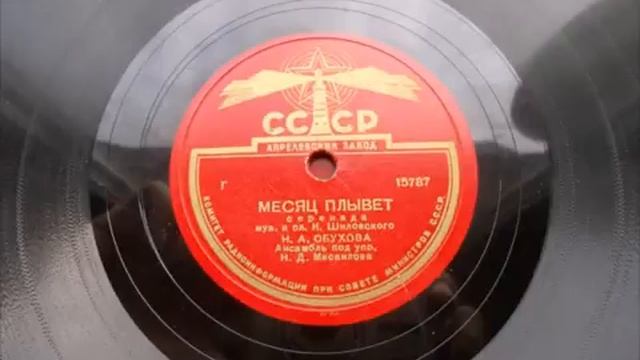 СССР
АПРЕЛЕВСКИЙ ЗАВОД
Г 15787
МЕСЯЦ ПЛЫВЕТ
серенада
муз. и сл. К. Шиловского
Н. А. ОБУХОВА
Ансамбль под упр.
Н. Д.
КОМИТЕТ РАДИОИНФОРМАЦИИ ПРИ СОВЕТЕ МИНИСТРОВ СССР